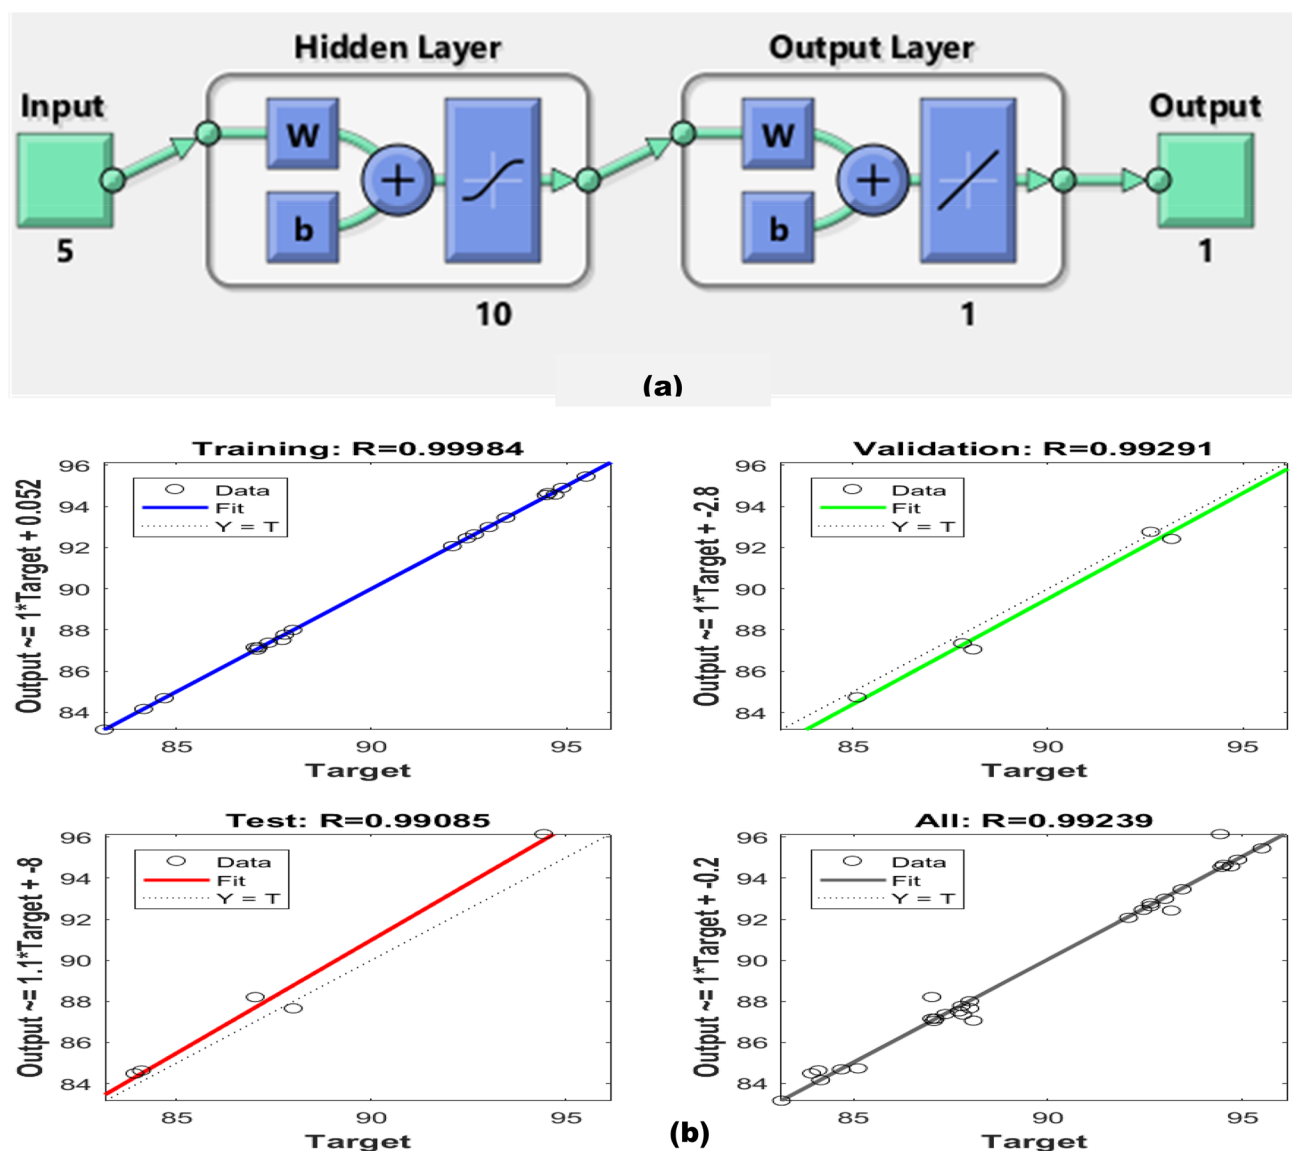 Hidden Layer
Output Layer
Input
Output
W
b
W
b
5
10
1
1
(a)
Training: R=0.99984
Output ~= 1*Target + 0.052
96
94
92
90
88
86
84
Data
Fit
Y = T
85
90
95
Target
Validation: R=0.99291
Output ~= 1*Target + -2.8
96
94
92
90
88
86
84
Data
Fit
Y = T
85
90
95
Target
Test: R=0.99085
Output ~= 1.1*Target + -8
96
94
92
90
88
86
84
Data
Fit
Y = T
85
90
95
Target
All: R=0.99239
Output ~= 1*Target + -0.2
96
94
92
90
88
86
84
Data
Fit
Y = T
85
90
95
Target
(b)